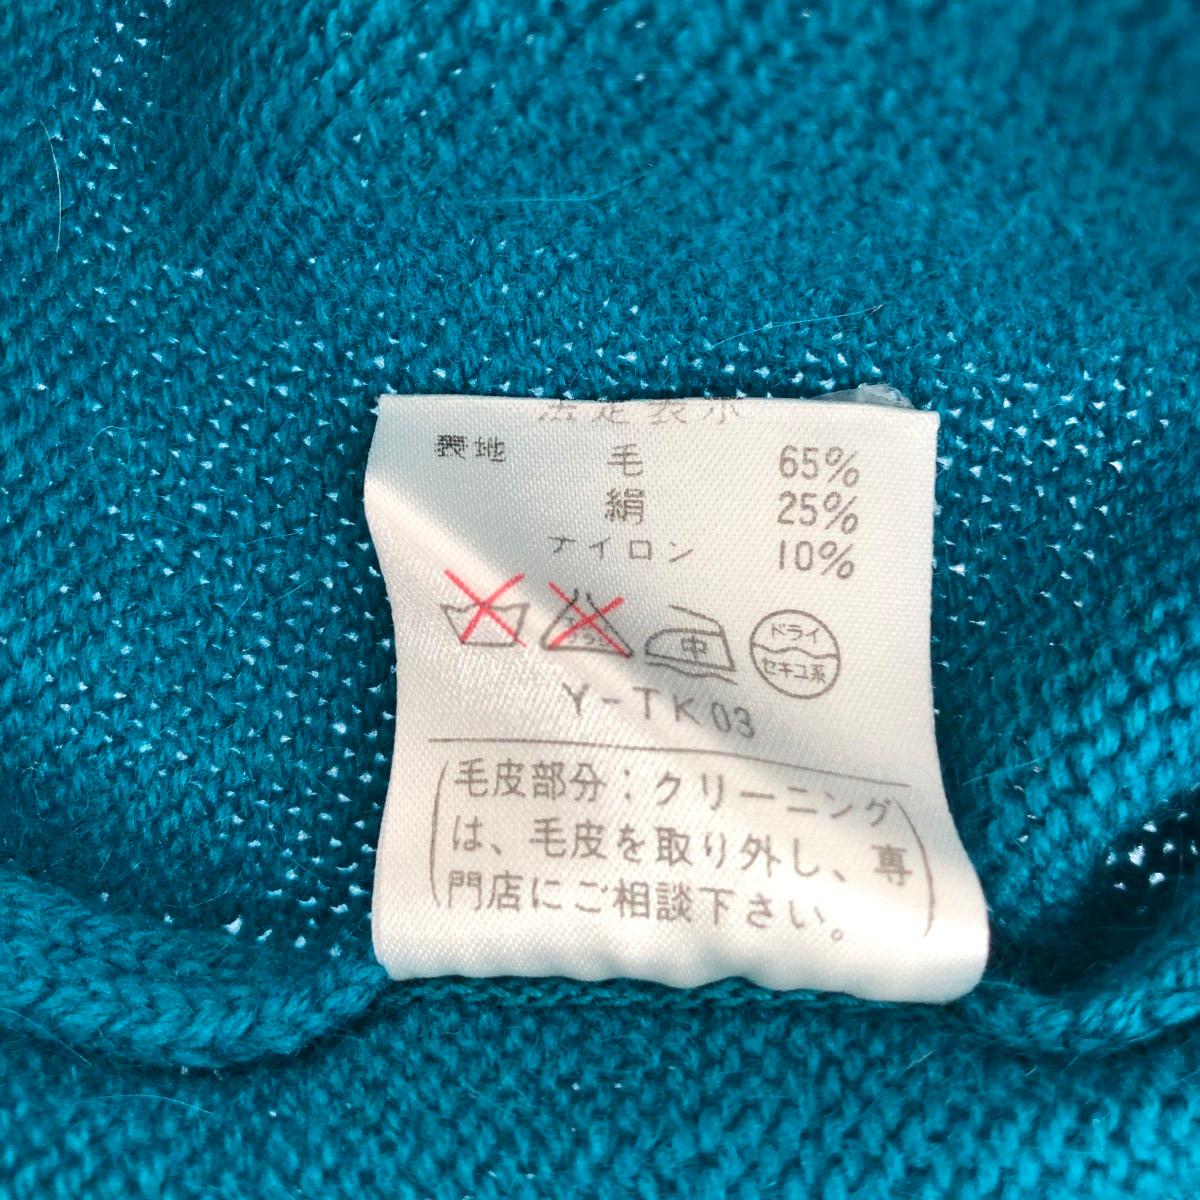 法定表示
表地 毛 65%
絹 25%
ナイロン 10%
中 ドライ
セキユ系
Y-TK03
(毛皮部分:クリーニング
は、毛皮を取り外し、専
門店にご相談下さい。)